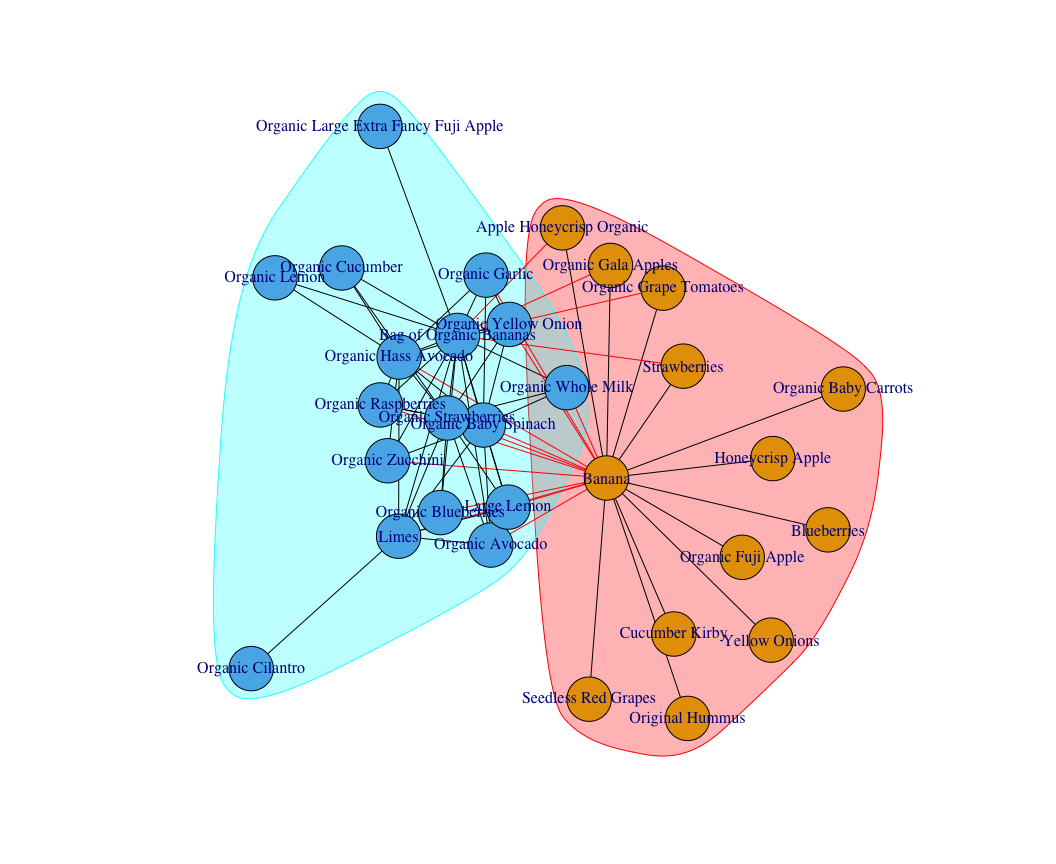 Organic Large Extra Fancy Fuji Apple
Apple Honeycrisp Organic
Organic Gala Apples
Organic Cucumber
Organic Garlic
Organic Lemon
Organic Grape Tomatoes
Organic Yellow Onion
Bag of Organic Bananas
Organic Hass Avocado
Strawberries
Organic Whole Milk
Organic Baby Carrots
Organic Raspberries
Organic Strawberries
Organic Baby Spinach
Organic Zucchini
Honeycrisp Apple
Banana
Large Lemon
Organic Blueberries
Blueberries
Limes
Organic Avocado
Organic Fuji Apple
Cucumber Kirby
Yellow Onions
Organic Cilantro
Seedless Red Grapes
Original Hummus